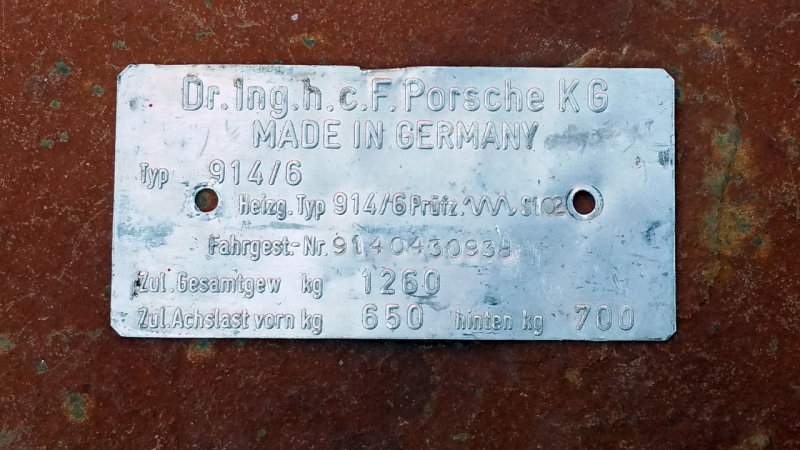 Dr.Ing.h.c.F.Porsche KG
MADE IN GERMANY
Typ 914/6
Heizg.Typ 914/6 Prüfz. S102
Fahrgest.-Nr. 9140430938
Zul.Gesamtgew kg 1260
Zul.Achslast vorn kg 650 hinten kg 700